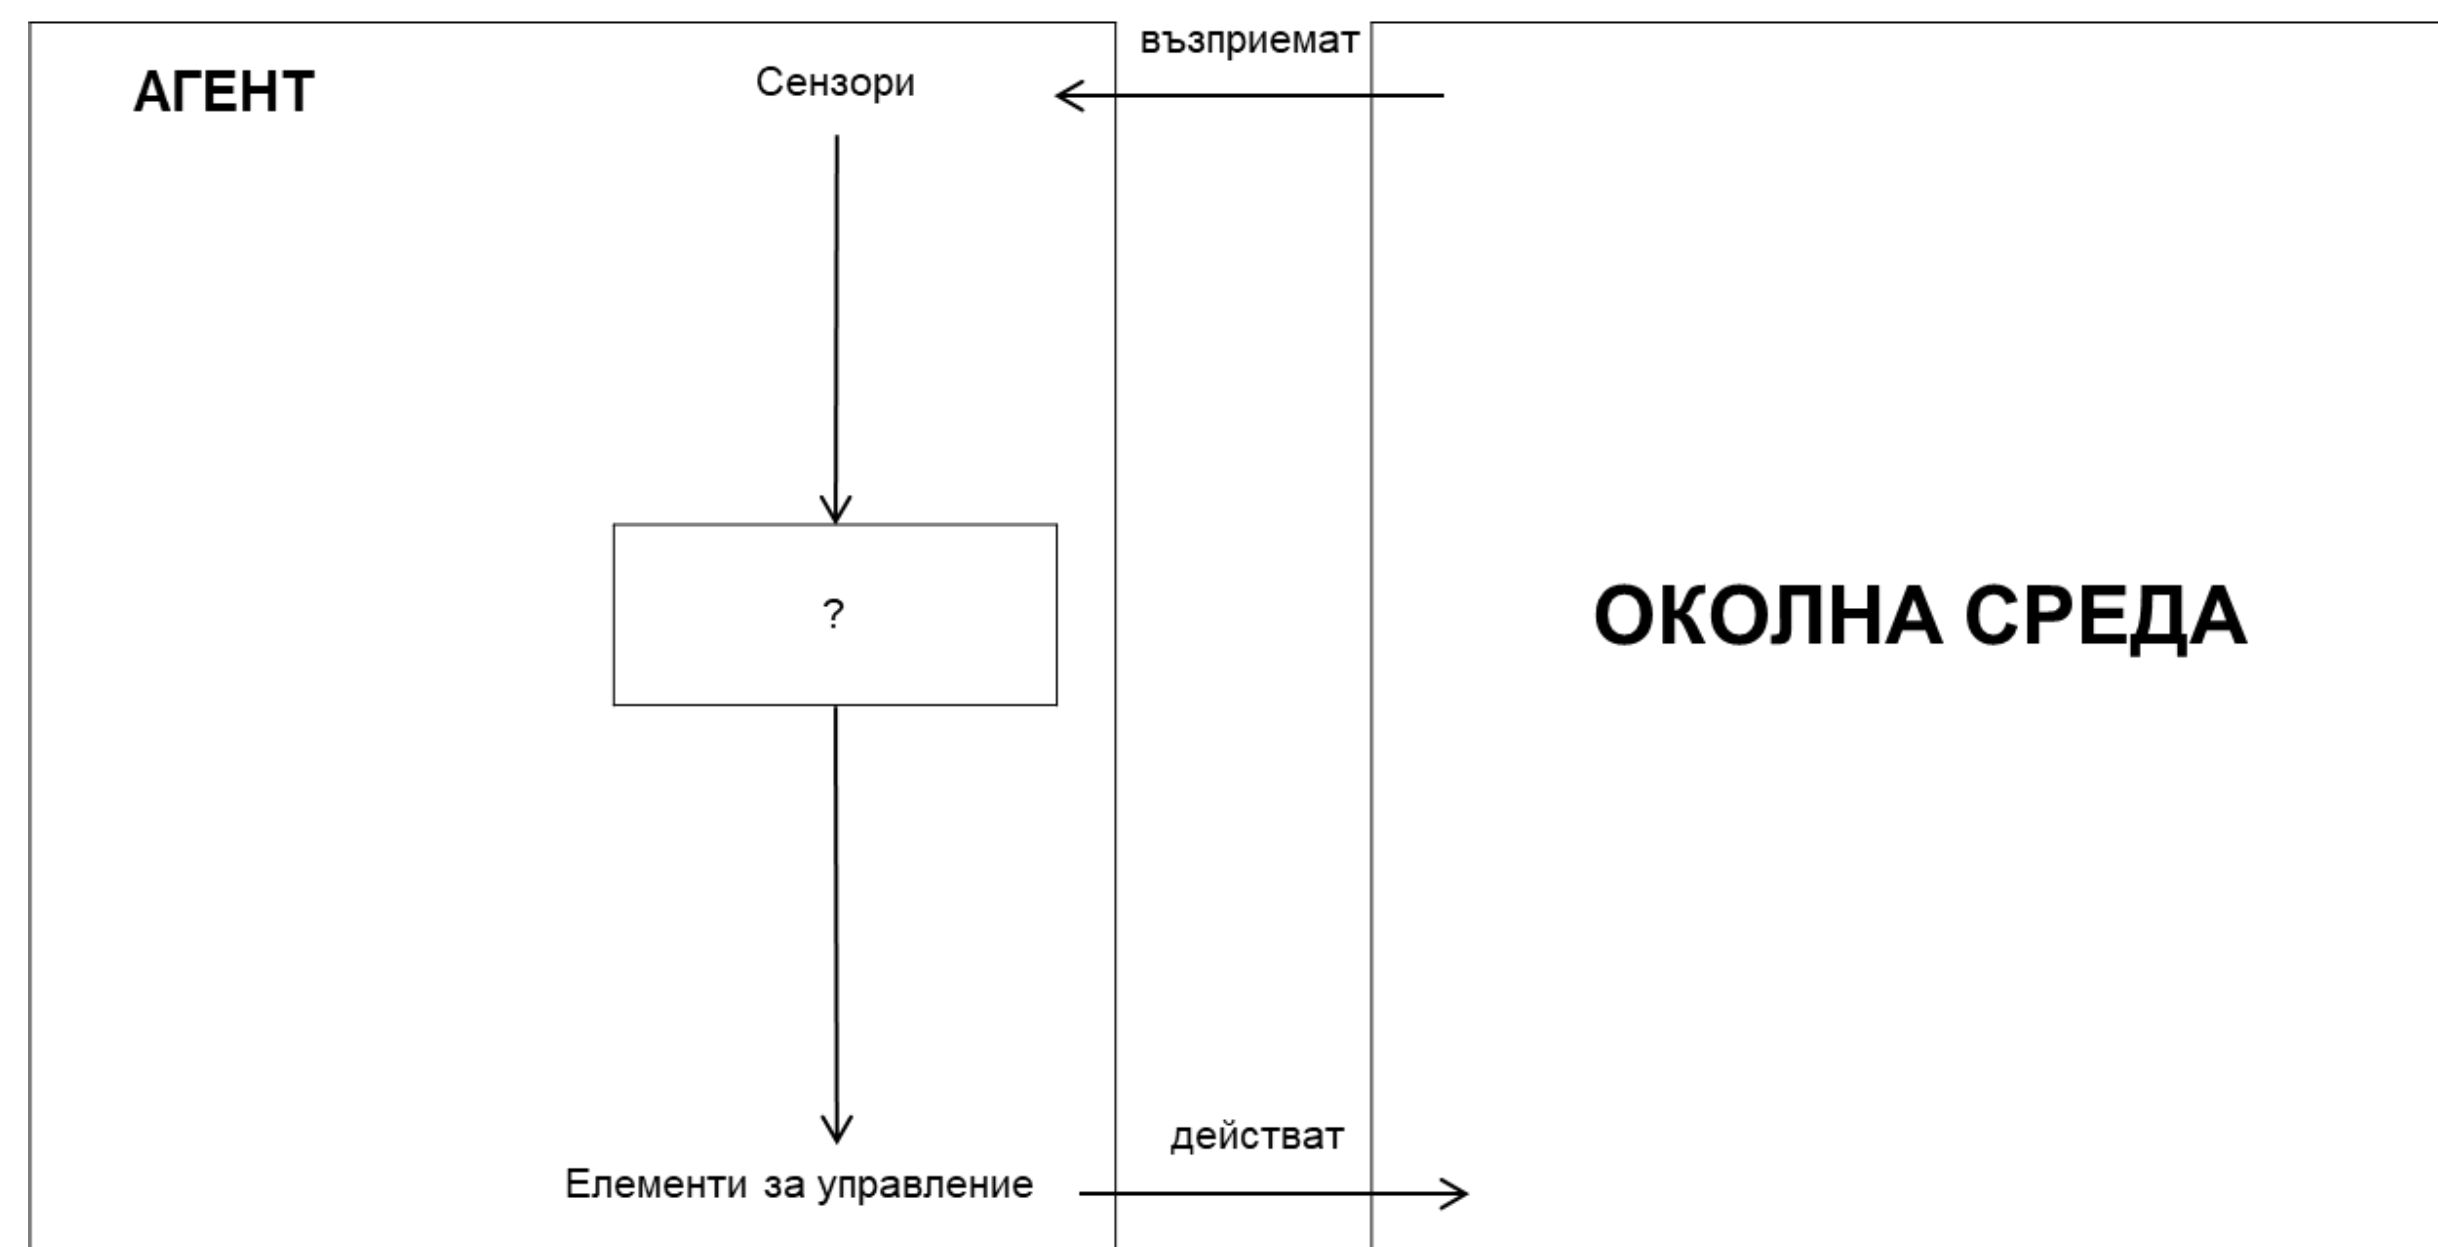 възприемат
АГЕНТ
Сензори
?
ОКОЛНА СРЕДА
действат
Елементи за управление